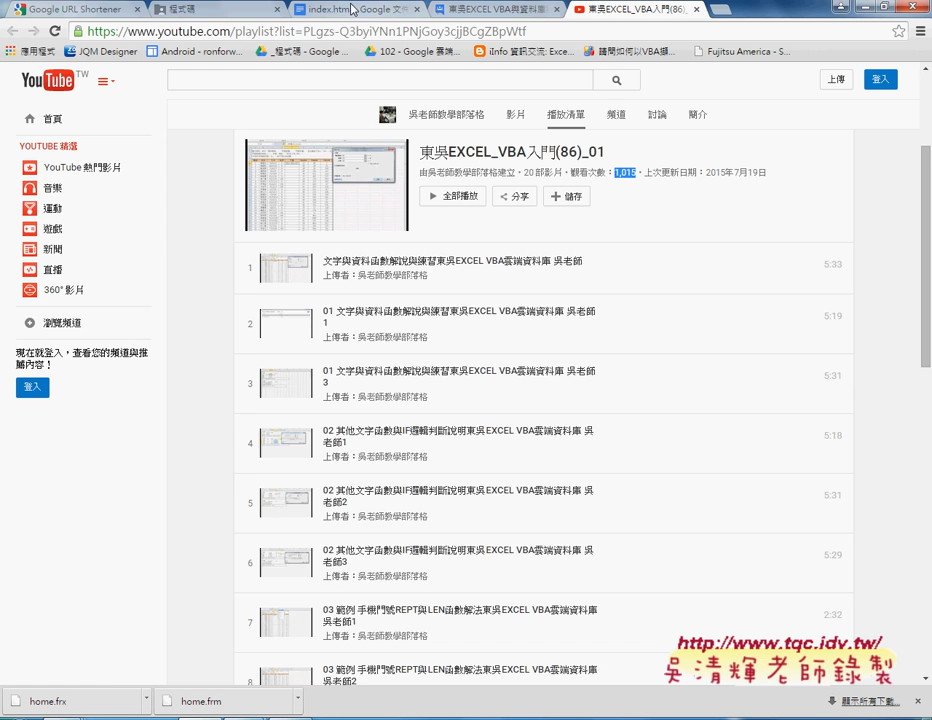 Google URL Shortener
程式碼
index.htm
Google 文件
東吳EXCEL VBA與資料庫
東吳EXCEL_VBA入門(86)_
https://www.youtube.com/playlist?list=PLgzs-Q3byiYNn1PNjGoy3cjjBCgZBpWtf
應用程式
JQM Designer
Android - ronforw...
_程式碼 - Google ...
102 - Google 雲端...
iInfo 資訊交流: Exce...
請問如何以VBA擷...
Fujitsu America - S...
YouTube TW
上傳
登入
吳老師教學部落格
影片
播放清單
頻道
討論
簡介
首頁
YOUTUBE 精選
YouTube 熱門影片
音樂
運動
遊戲
新聞
直播
360° 影片
瀏覽頻道
現在就登入，查看您的頻道與推
薦內容！
登入
東吳EXCEL_VBA入門(86)_01
由吳老師教學部落格建立・20 部影片・觀看次數：1,015・上次更新日期：2015年7月19日
全部播放
分享
儲存
1
文字與資料函數解說與練習東吳EXCEL VBA雲端資料庫 吳老師
上傳者：吳老師教學部落格
5:33
2
01 文字與資料函數解說與練習東吳EXCEL VBA雲端資料庫 吳老師
1
上傳者：吳老師教學部落格
5:19
3
01 文字與資料函數解說與練習東吳EXCEL VBA雲端資料庫 吳老師
3
上傳者：吳老師教學部落格
5:31
4
02 其他文字函數與IF邏輯判斷說明東吳EXCEL VBA雲端資料庫 吳
老師1
上傳者：吳老師教學部落格
5:18
5
02 其他文字函數與IF邏輯判斷說明東吳EXCEL VBA雲端資料庫 吳
老師2
上傳者：吳老師教學部落格
5:31
6
02 其他文字函數與IF邏輯判斷說明東吳EXCEL VBA雲端資料庫 吳
老師3
上傳者：吳老師教學部落格
5:29
7
03 範例 手機門號REPT與LEN函數解法東吳EXCEL VBA雲端資料庫
吳老師1
上傳者：吳老師教學部落格
2:32
8
03 範例 手機門號REPT與LEN函數解法東吳EXCEL VBA雲端資料庫
吳老師2
http://www.tqc.idv.tw/
吳清輝老師錄製
home.frx
home.frm
顯示所有下載...